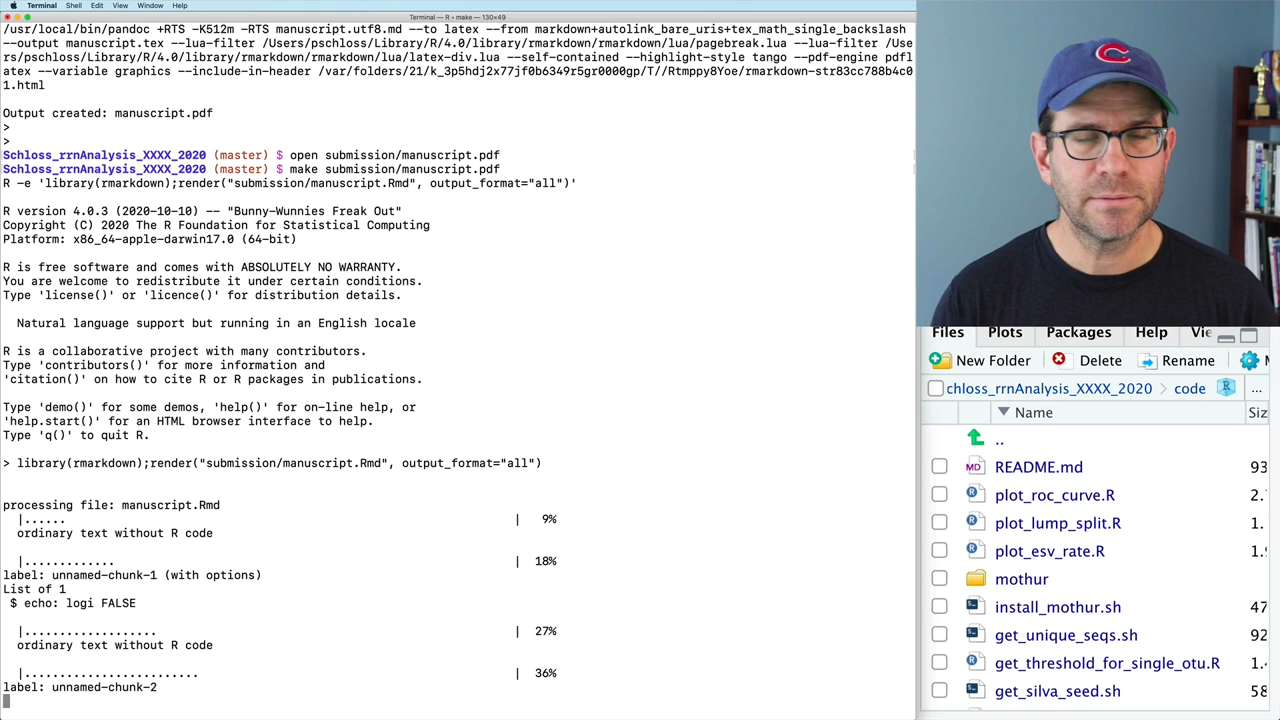 Terminal Shell Edit View Window Help
Terminal — R ‹ make — 130×49
/usr/local/bin/pandoc +RTS -K512m -RTS manuscript.utf8.md --to latex --from markdown+autolink_bare_uris+tex_math_single_backslash
--output manuscript.tex --lua-filter /Users/pschloss/Library/R/4.0/library/rmarkdown/rmarkdown/lua/pagebreak.lua --lua-filter /Use
rs/pschloss/Library/R/4.0/library/rmarkdown/rmarkdown/lua/latex-div.lua --self-contained --highlight-style tango --pdf-engine pdfl
atex --variable graphics --include-in-header /var/folders/21/k_3p5hdj2x77jf0b6349r5gr0000gp/T//Rtmppy8Yoe/rmarkdown-str83cc788b4c0
1.html
Output created: manuscript.pdf
>
>
Schloss_rrnAnalysis_XXXX_2020 (master) $ open submission/manuscript.pdf
Schloss_rrnAnalysis_XXXX_2020 (master) $ make submission/manuscript.pdf
R -e 'library(rmarkdown);render("submission/manuscript.Rmd", output_format="all")'
R version 4.0.3 (2020-10-10) -- "Bunny-Wunnies Freak Out"
Copyright (C) 2020 The R Foundation for Statistical Computing
Platform: x86_64-apple-darwin17.0 (64-bit)
R is free software and comes with ABSOLUTELY NO WARRANTY.
You are welcome to redistribute it under certain conditions.
Type 'license()' or 'licence()' for distribution details.
Natural language support but running in an English locale
R is a collaborative project with many contributors.
Type 'contributors()' for more information and
'citation()' on how to cite R or R packages in publications.
Type 'demo()' for some demos, 'help()' for on-line help, or
'help.start()' for an HTML browser interface to help.
Type 'q()' to quit R.
> library(rmarkdown);render("submission/manuscript.Rmd", output_format="all")
processing file: manuscript.Rmd
|...... | 9%
ordinary text without R code
|............. | 18%
label: unnamed-chunk-1 (with options)
List of 1
$ echo: logi FALSE
|................... | 27%
ordinary text without R code
|......................... | 36%
label: unnamed-chunk-2
C
Files Plots Packages Help Vi
New Folder Delete Rename
chloss_rrnAnalysis_XXXX_2020 > code ...
Name Siz
..
README.md 93
plot_roc_curve.R 2.
plot_lump_split.R 1.
plot_esv_rate.R 1.
mothur
install_mothur.sh 47
get_unique_seqs.sh 92
get_threshold_for_single_otu.R 1.
get_silva_seed.sh 58